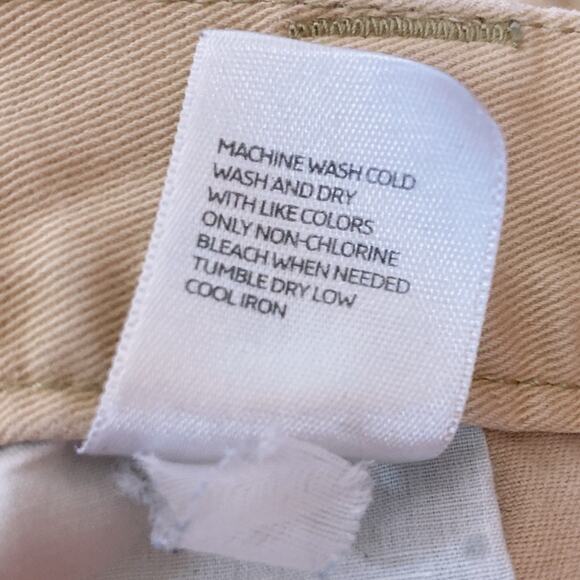 MACHINE WASH COLD
WASH AND DRY
WITH LIKE COLORS
ONLY NON-CHLORINE
BLEACH WHEN NEEDED
TUMBLE DRY LOW
COOL IRON